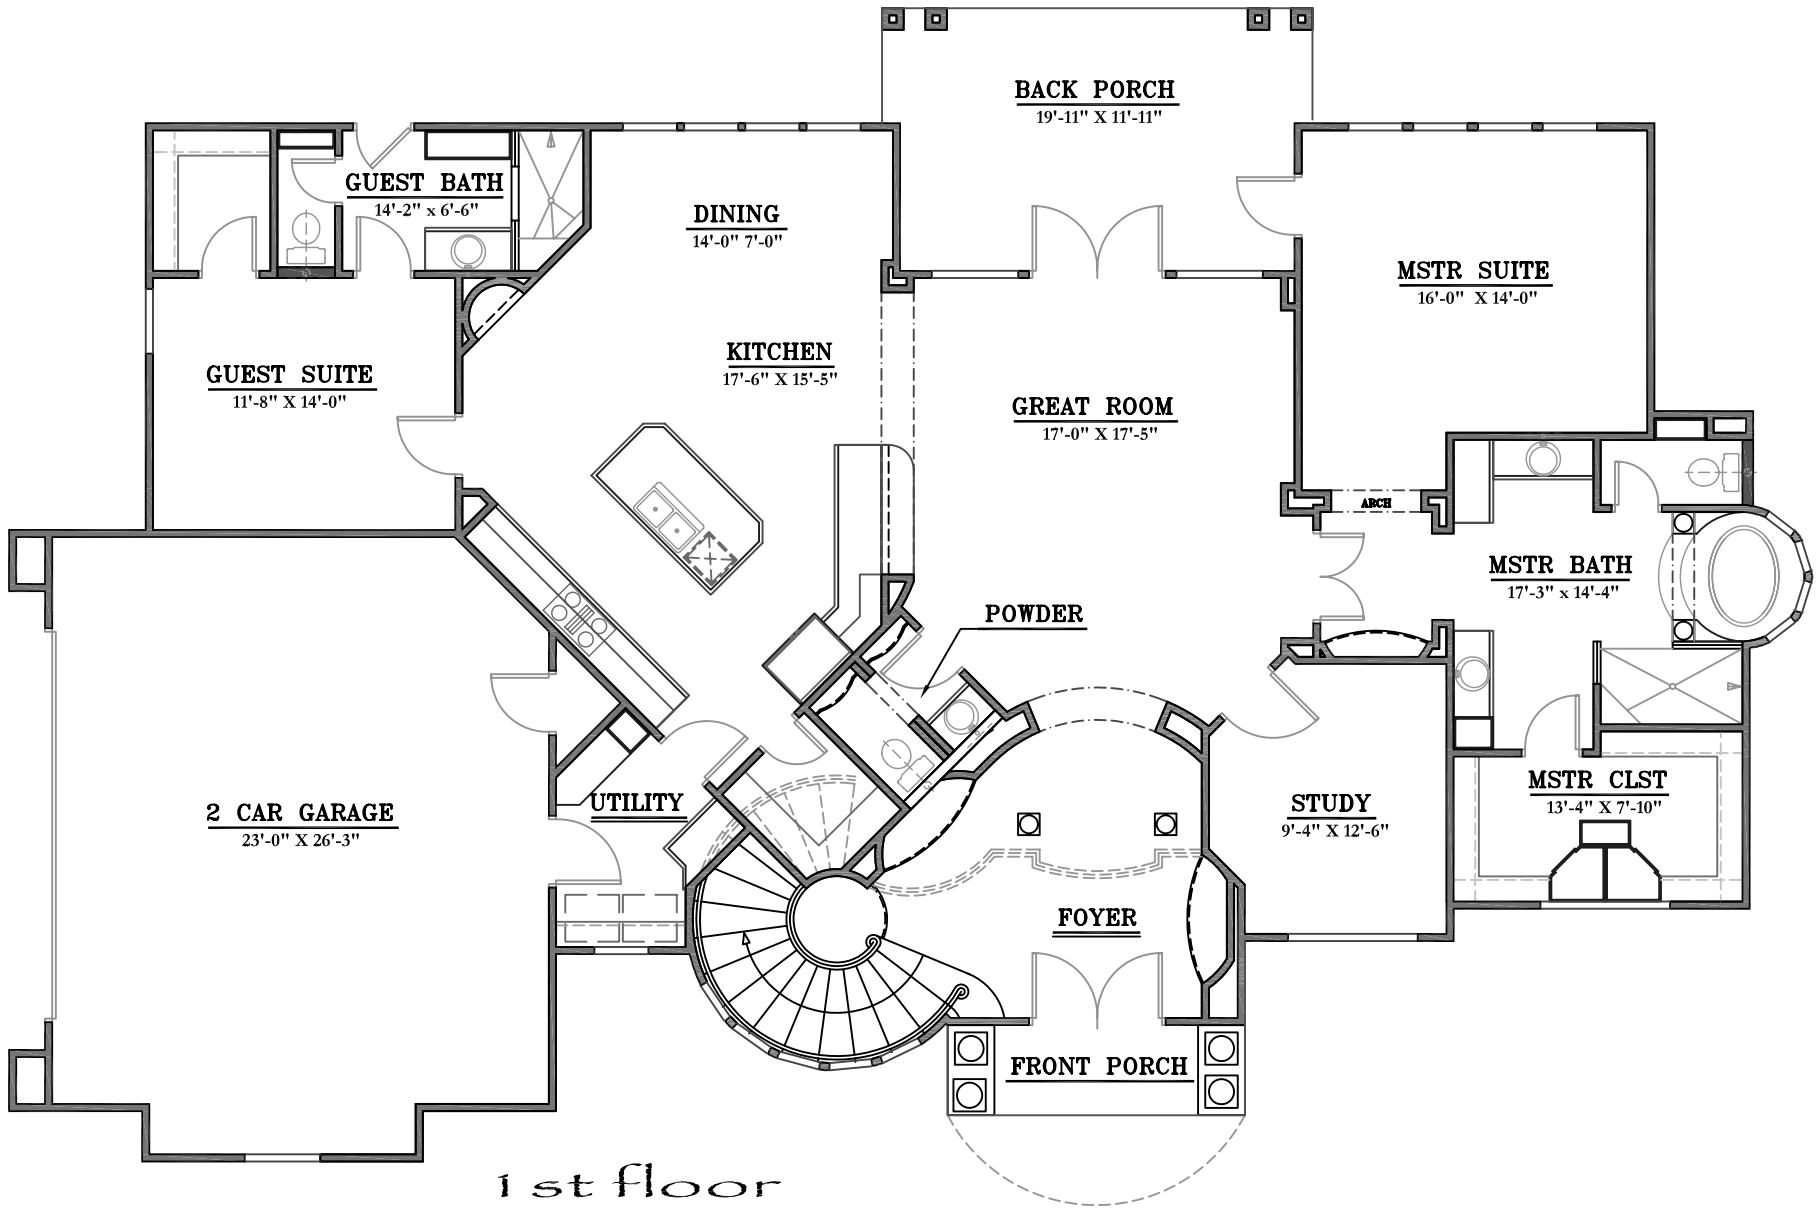 BACK PORCH
19'-11" X 11'-11"
GUEST BATH
14'-2" x 6'-6"
DINING
14'-0" 7'-0"
MSTR SUITE
16'-0" X 14'-0"
KITCHEN
17'-6" X 15'-5"
GUEST SUITE
11'-8" X 14'-0"
GREAT ROOM
17'-0" X 17'-5"
ARCH
MSTR BATH
17'-3" x 14'-4"
POWDER
MSTR CLST
13'-4" X 7'-10"
2 CAR GARAGE
23'-0" X 26'-3"
UTILITY
STUDY
9'-4" X 12'-6"
FOYER
FRONT PORCH
1st floor